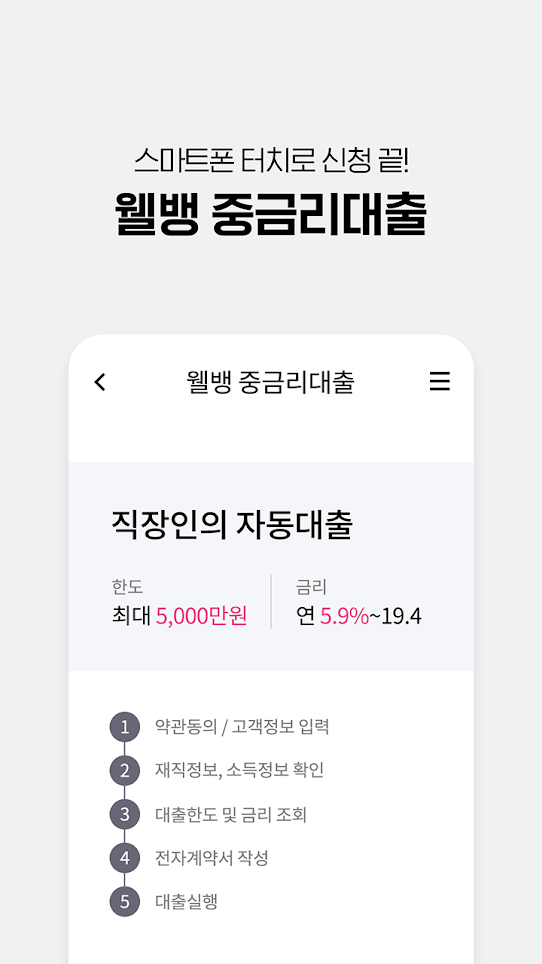 스마트폰 터치로 신청 끝!
웰뱅 중금리대출
웰뱅 중금리대출
직장인의 자동대출
한도
최대 5,000만원
금리
연 5.9%~19.4
1 약관동의 / 고객정보 입력
2 재직정보, 소득정보 확인
3 대출한도 및 금리 조회
4 전자계약서 작성
5 대출실행